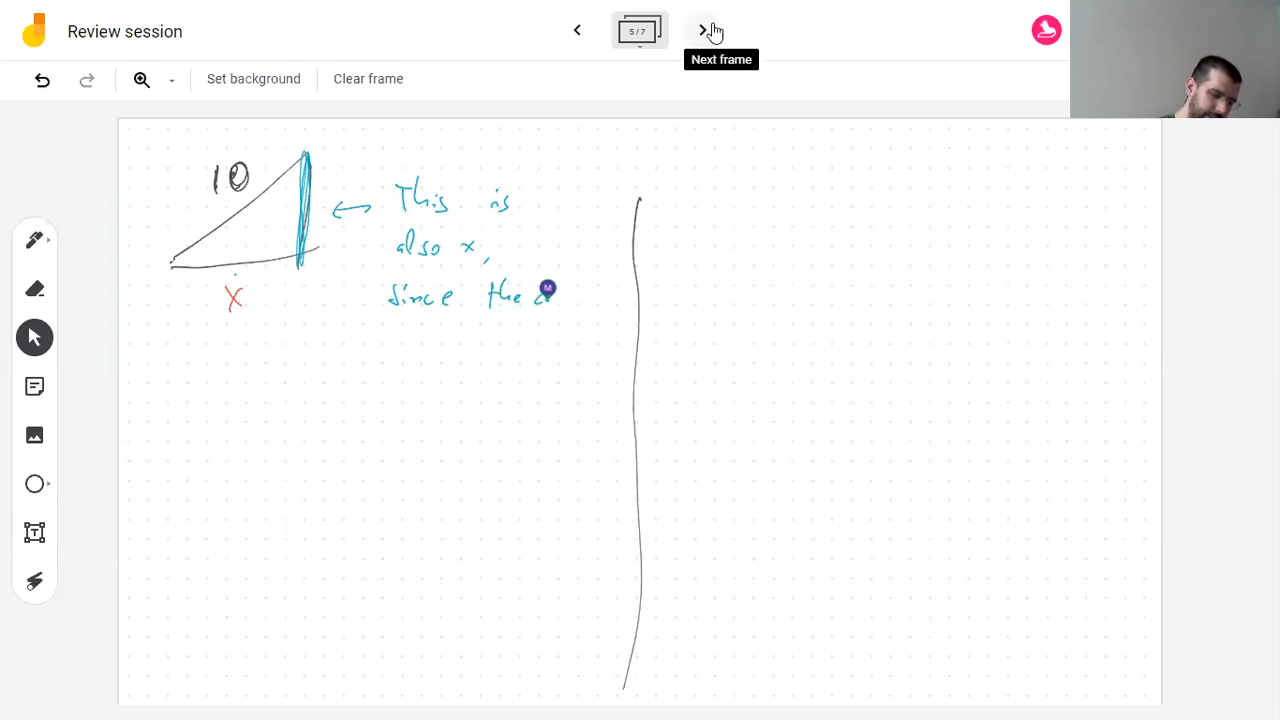 Review session
5 / 7
Next frame
Set background
Clear frame
10
This is
also x,
since the
x
M
T